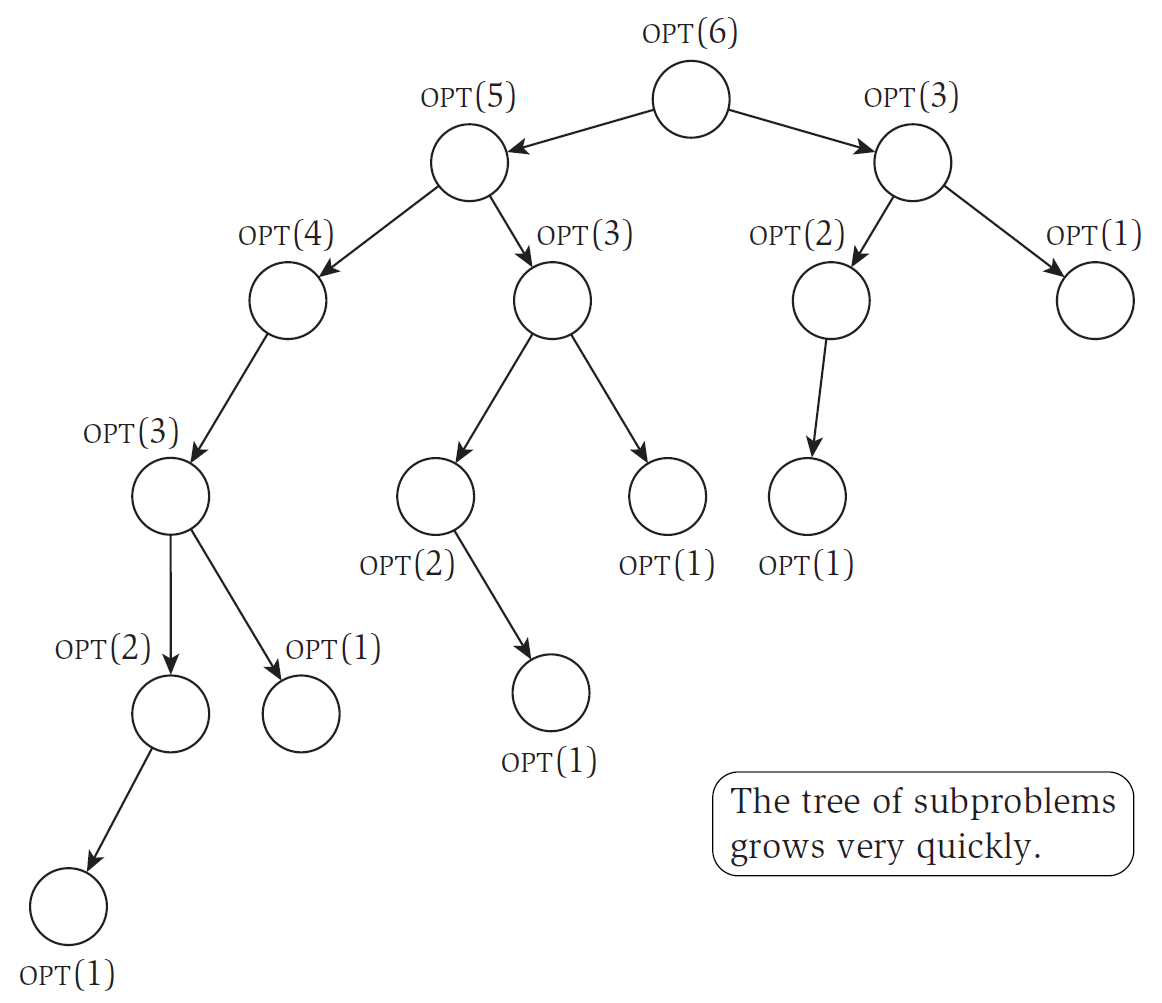 OPT(6)
OPT(5)
OPT(3)
OPT(4)
OPT(3)
OPT(2)
OPT(1)
OPT(3)
OPT(2)
OPT(1)
OPT(1)
OPT(2)
OPT(1)
OPT(1)
The tree of subproblems
grows very quickly.
OPT(1)